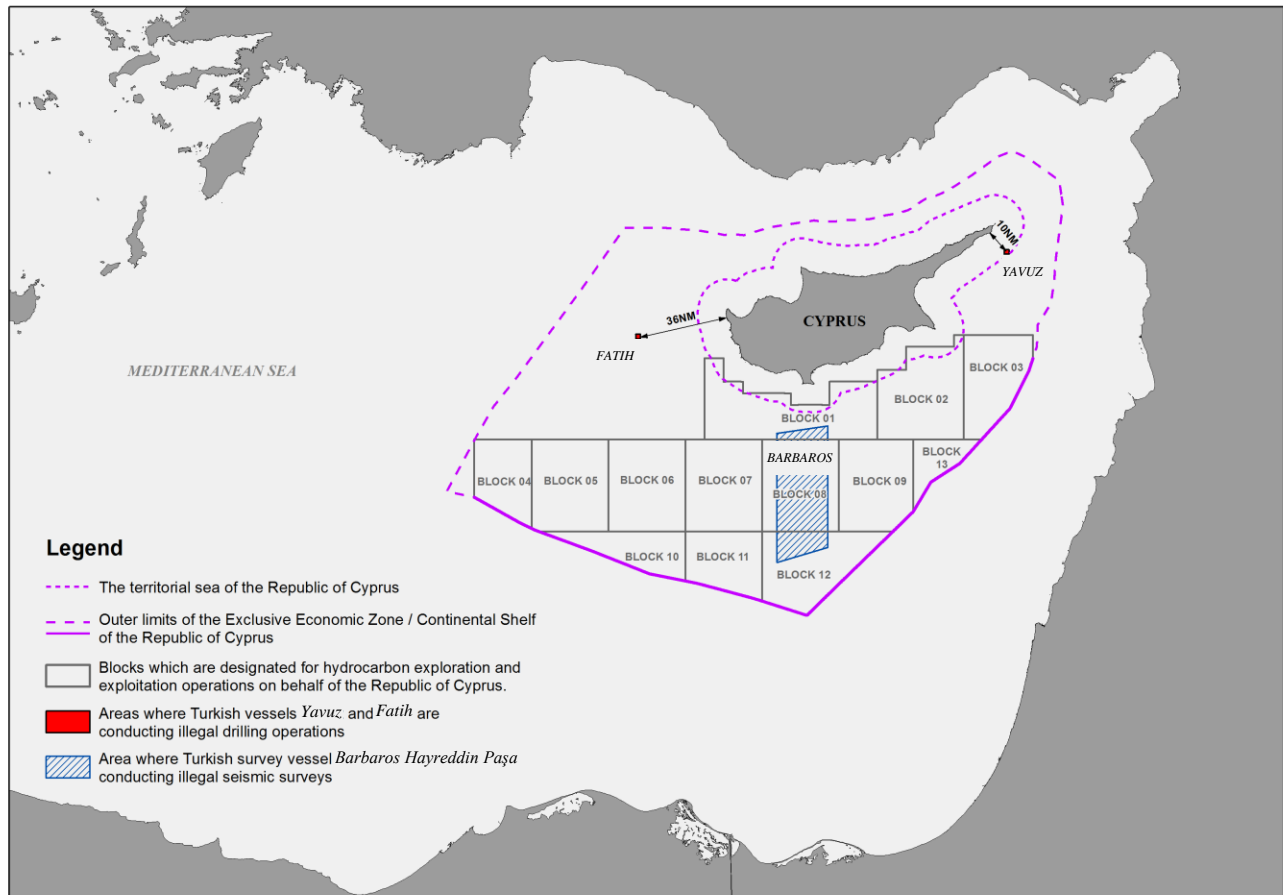 10NM
YAVUZ
36NM
CYPRUS
FATIH
MEDITERRANEAN SEA
BLOCK 03
BLOCK 02
BLOCK 01
BARBAROS
BLOCK 13
BLOCK 04
BLOCK 05
BLOCK 06
BLOCK 07
BLOCK 08
BLOCK 09
BLOCK 10
BLOCK 11
BLOCK 12
Legend
The territorial sea of the Republic of Cyprus
Outer limits of the Exclusive Economic Zone / Continental Shelf
of the Republic of Cyprus
Blocks which are designated for hydrocarbon exploration and
exploitation operations on behalf of the Republic of Cyprus.
Areas where Turkish vessels Yavuz and Fatih are
conducting illegal drilling operations
Area where Turkish survey vessel Barbaros Hayreddin Paşa
conducting illegal seismic surveys